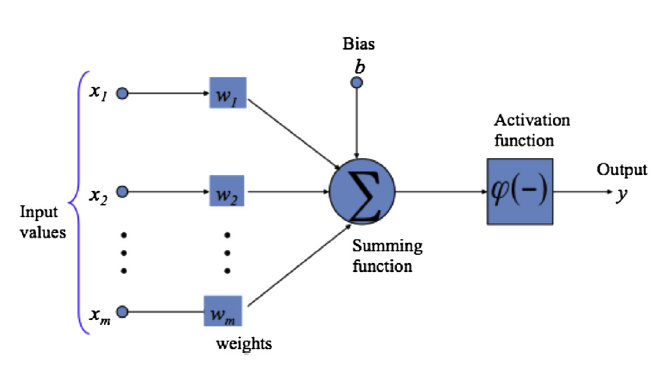 Bias
b
x1
w1
Activation
function
φ(−)
Output
y
x2
w2
∑
Input
values
Summing
function
xm
wm
weights